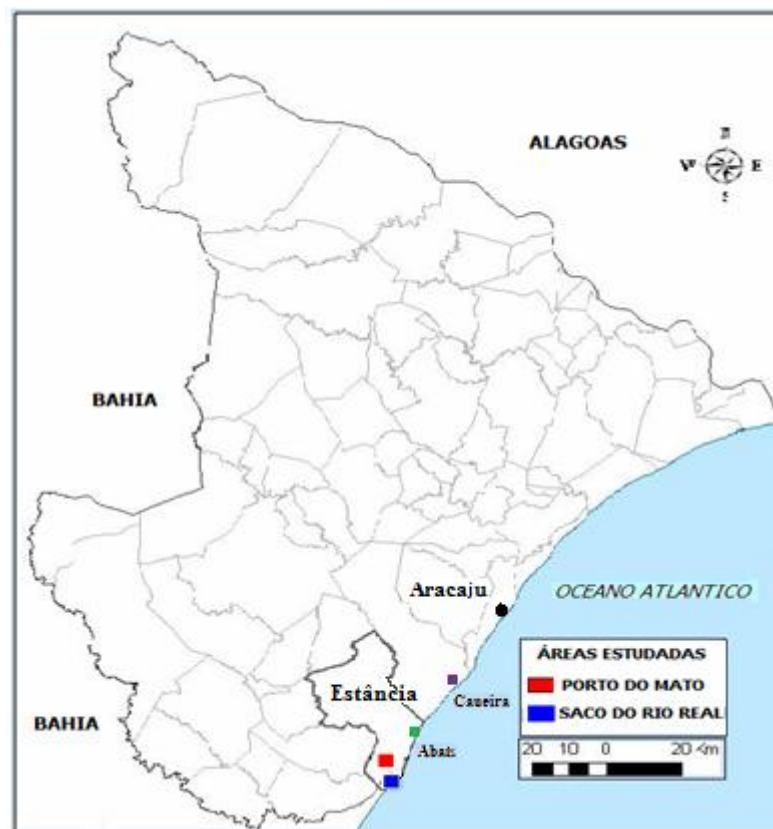 ALAGOAS
N
W E
S
BAHIA
Aracaju
OCEANO ATLANTICO
ÁREAS ESTUDADAS
PORTO DO MATO
SACO DO RIO REAL
Estância
Caueira
BAHIA
Abaís
20 10 0 20 Km